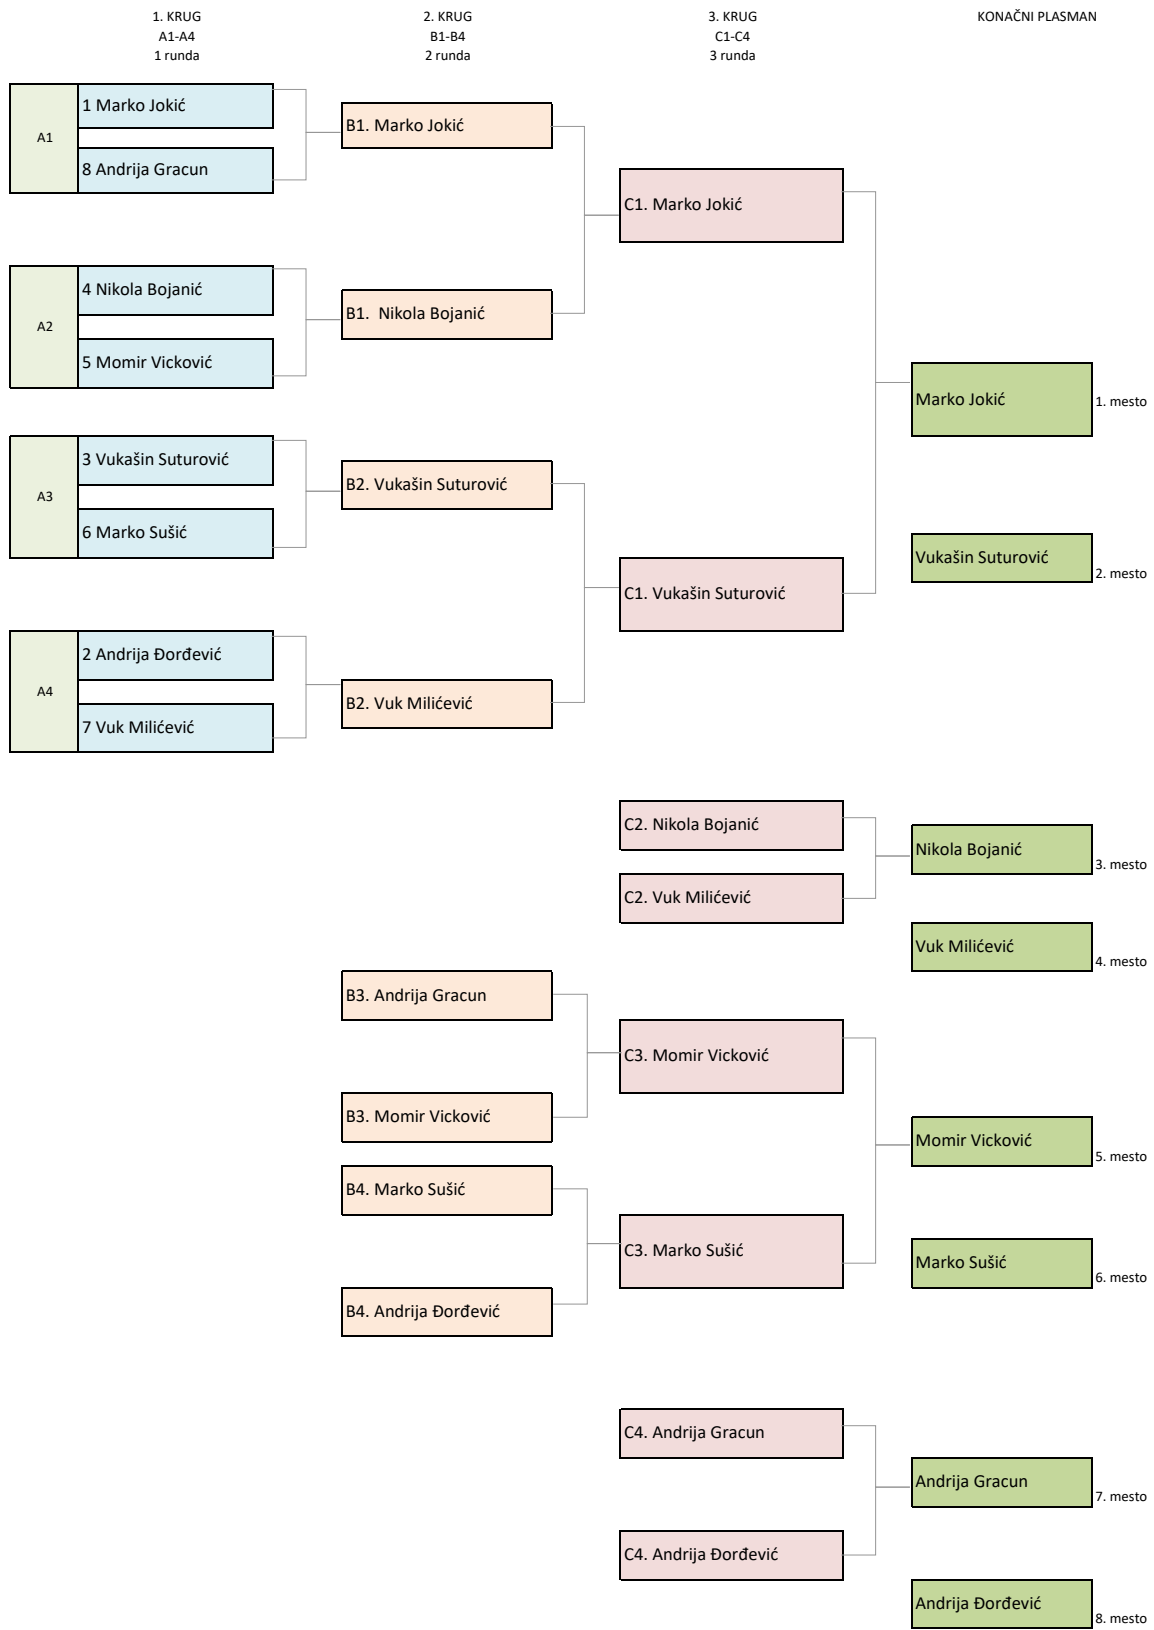 1. KRUG
A1-A4
1 runda
2. KRUG
B1-B4
2 runda
3. KRUG
C1-C4
3 runda
KONAČNI PLASMAN
A1
1 Marko Jokić
8 Andrija Gracun
A2
4 Nikola Bojanić
5 Momir Vicković
A3
3 Vukašin Suturović
6 Marko Sušić
A4
2 Andrija Đorđević
7 Vuk Milićević
B1. Marko Jokić
B1. Nikola Bojanić
B2. Vukašin Suturović
B2. Vuk Milićević
B3. Andrija Gracun
B3. Momir Vicković
B4. Marko Sušić
B4. Andrija Đorđević
C1. Marko Jokić
C1. Vukašin Suturović
C2. Nikola Bojanić
C2. Vuk Milićević
C3. Momir Vicković
C3. Marko Sušić
C4. Andrija Gracun
C4. Andrija Đorđević
Marko Jokić 1. mesto
Vukašin Suturović 2. mesto
Nikola Bojanić 3. mesto
Vuk Milićević 4. mesto
Momir Vicković 5. mesto
Marko Sušić 6. mesto
Andrija Gracun 7. mesto
Andrija Đorđević 8. mesto